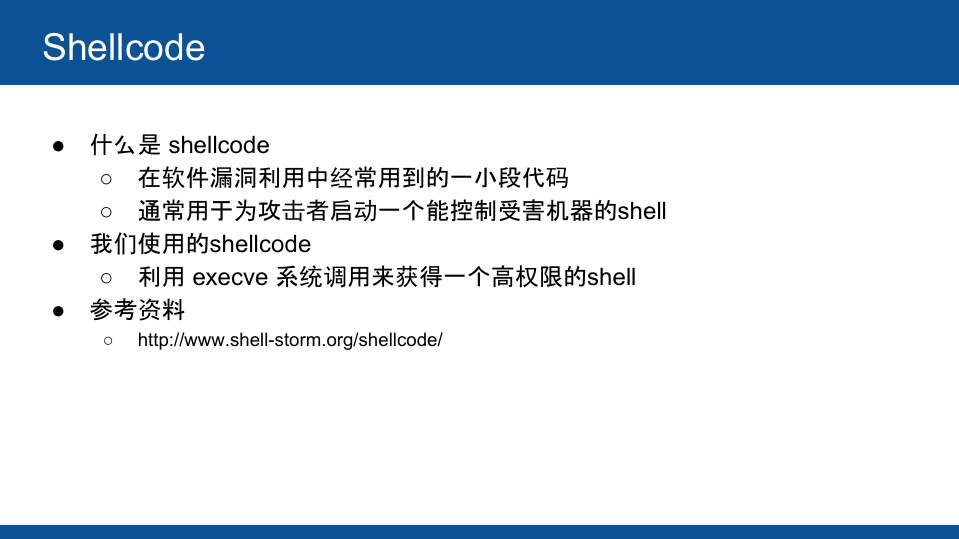 Shellcode
● 什么是 shellcode
○ 在软件漏洞利用中经常用到的一小段代码
○ 通常用于为攻击者启动一个能控制受害机器的shell
● 我们使用的shellcode
○ 利用 execve 系统调用来获得一个高权限的shell
● 参考资料
○ http://www.shell-storm.org/shellcode/